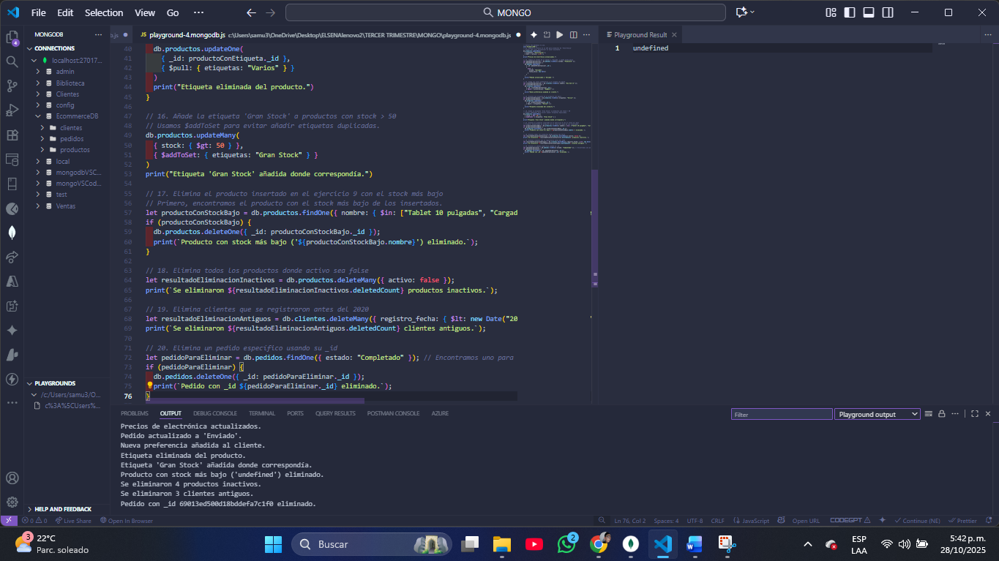 File Edit Selection View Go ··· MONGO
MONGODB ···
CONNECTIONS
localhost:27017...
admin
Biblioteca
Clientes
config
EcommerceDB
clientes
pedidos
productos
local
mongodbVSC...
mongoVSCod...
test
Ventas
PLAYGROUNDS
/c:/Users/samu3/O...
c%3A%5CUsers%...
HELP AND FEEDBACK
b.js
JS playground-4.mongodb.js c:\Users\samu3\OneDrive\Desktop\ELSENAlenovo2\TERCER TRIMESTRE\MONGO\playground-4.mongodb.js
40 db.productos.updateOne(
41 { _id: productoConEtiqueta._id },
42 { $pull: { etiquetas: "Varios" } }
43 )
44 print("Etiqueta eliminada del producto.")
45 }
46
47 // 16. Añade la etiqueta 'Gran Stock' a productos con stock > 50
48 // Usamos $addToSet para evitar añadir etiquetas duplicadas.
49 db.productos.updateMany(
50 { stock: { $gt: 50 } },
51 { $addToSet: { etiquetas: "Gran Stock" } }
52 )
53 print("Etiqueta 'Gran Stock' añadida donde correspondía.")
54
55 // 17. Elimina el producto insertado en el ejercicio 9 con el stock más bajo
56 // Primero, encontramos el producto con el stock más bajo de los insertados.
57 let productoConStockBajo = db.productos.findOne({ nombre: { $in: ["Tablet 10 pulgadas", "Cargad
58 if (productoConStockBajo) {
59 db.productos.deleteOne({ _id: productoConStockBajo._id });
60 print(`Producto con stock más bajo ('${productoConStockBajo.nombre}') eliminado.`);
61 }
62
63 // 18. Elimina todos los productos donde activo sea false
64 let resultadoEliminacionInactivos = db.productos.deleteMany({ activo: false });
65 print(`Se eliminaron ${resultadoEliminacionInactivos.deletedCount} productos inactivos.`);
66
67 // 19. Elimina clientes que se registraron antes del 2020
68 let resultadoEliminacionAntiguos = db.clientes.deleteMany({ registro_fecha: { $lt: new Date("20
69 print(`Se eliminaron ${resultadoEliminacionAntiguos.deletedCount} clientes antiguos.`);
70
71 // 20. Elimina un pedido específico usando su _id
72 let pedidoParaEliminar = db.pedidos.findOne({ estado: "Completado" }); // Encontramos uno para
73 if (pedidoParaEliminar) {
74 db.pedidos.deleteOne({ _id: pedidoParaEliminar._id });
75 print(`Pedido con _id ${pedidoParaEliminar._id} eliminado.`);
76 }
Playground Result
1 undefined
PROBLEMS OUTPUT DEBUG CONSOLE TERMINAL PORTS QUERY RESULTS POSTMAN CONSOLE AZURE
Filter Playground output
Precios de electrónica actualizados.
Pedido actualizado a 'Enviado'.
Nueva preferencia añadida al cliente.
Etiqueta eliminada del producto.
Etiqueta 'Gran Stock' añadida donde correspondía.
Producto con stock más bajo ('undefined') eliminado.
Se eliminaron 4 productos inactivos.
Se eliminaron 3 clientes antiguos.
Pedido con _id 69013ed500d18bddefa7c1f0 eliminado.
0 0 Live Share Open In Browser Ln 76, Col 2 Spaces: 4 UTF-8 CRLF JavaScript Open URL CODEGPT Continue (NE) Prettier
3 22°C
Parc. soleado
Buscar
2
ESP
LAA
5:42 p.m.
28/10/2025